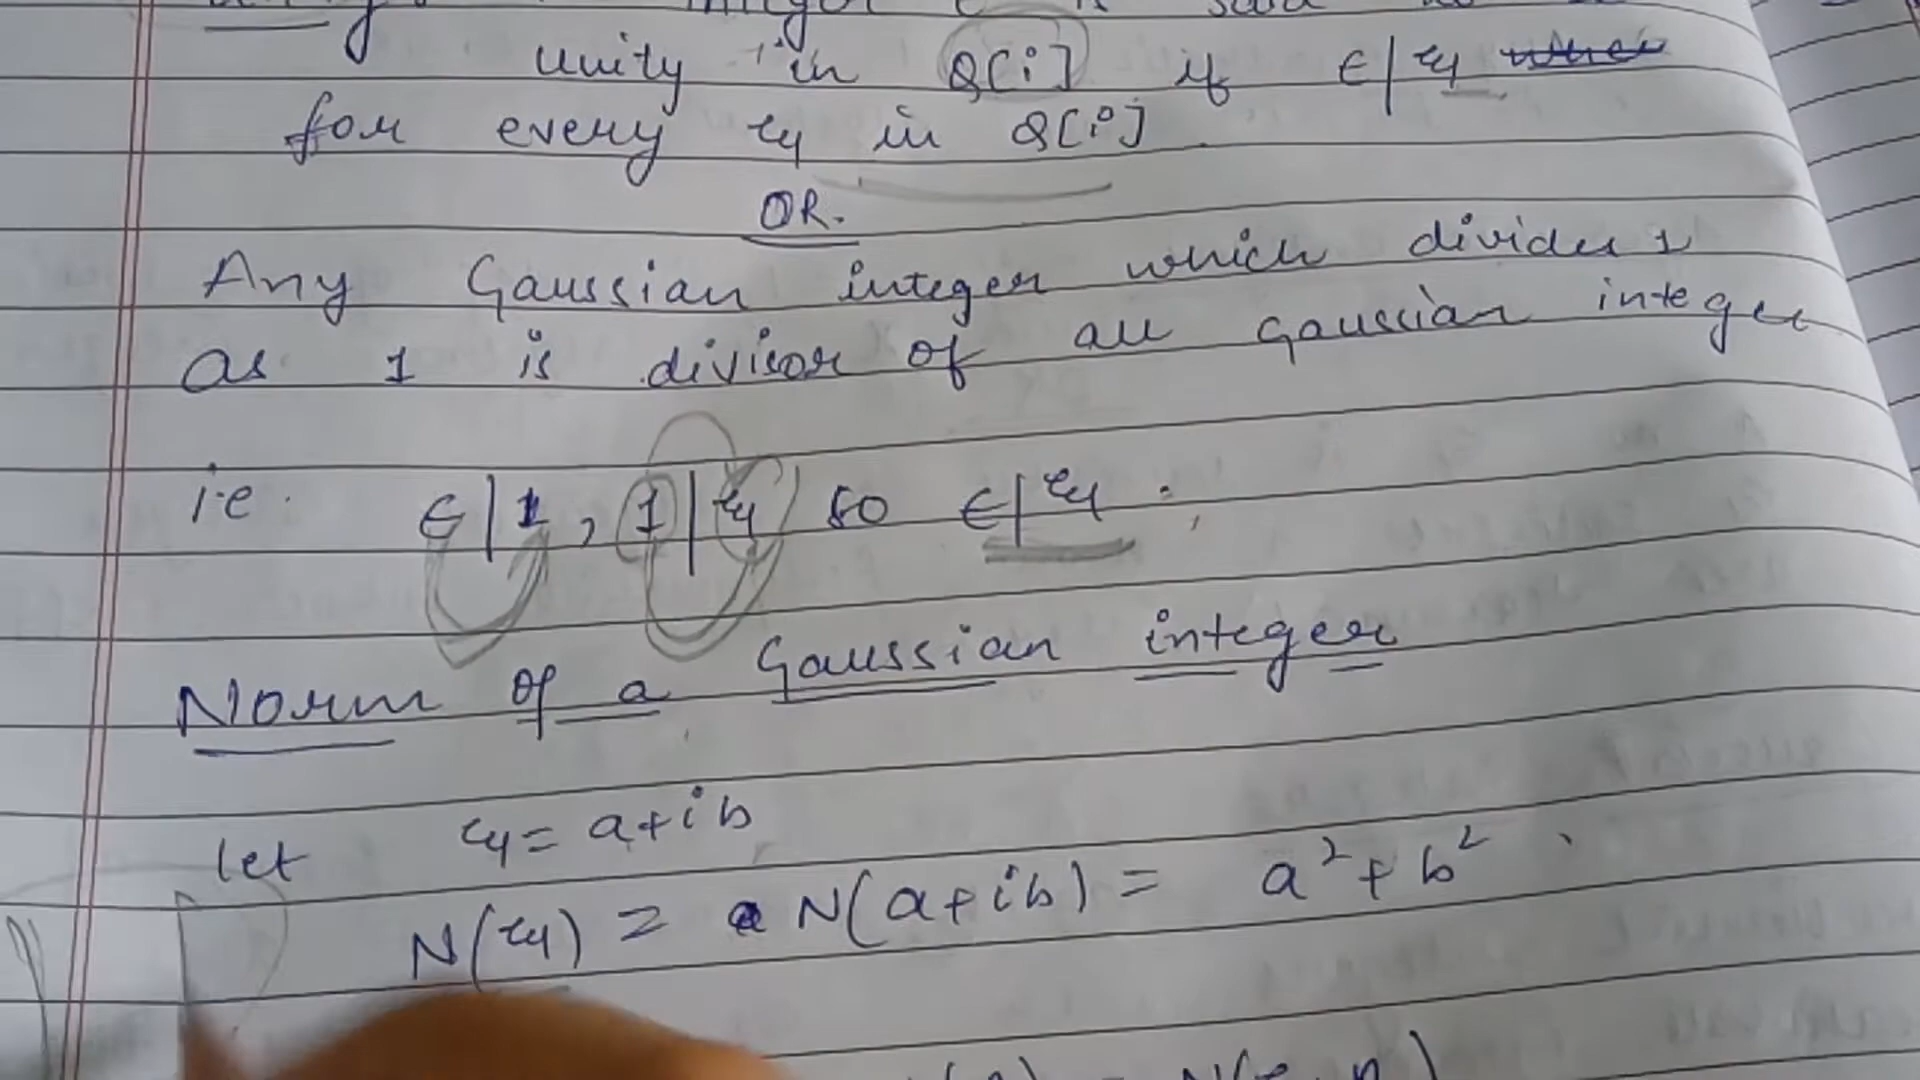 unity in Q[i] if ϵ|ξ
for every ξ in Q[i]
OR.
Any Gaussian integer which divides 1
as 1 is divisor of all gaussian integer
i.e. ϵ|1, 1|ξ so ϵ|ξ.
Norm of a Gaussian integer
let ξ = a+ib
N(ξ) = N(a+ib) = a²+b²